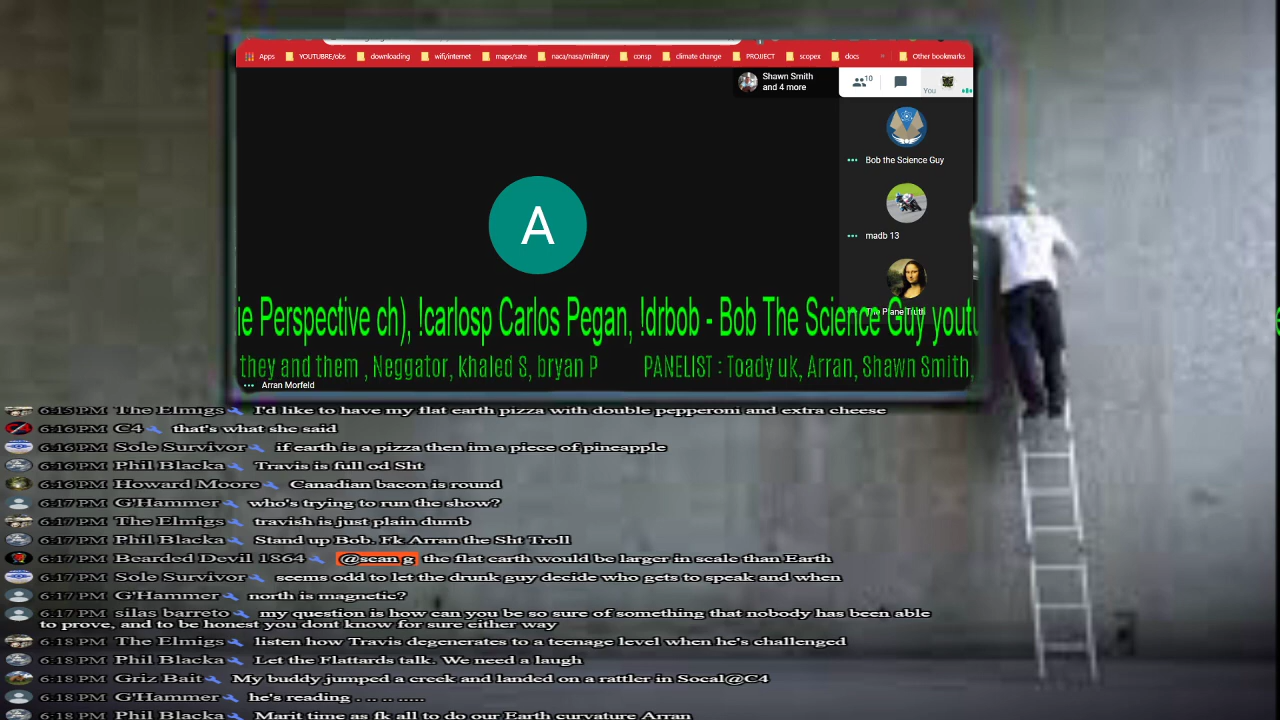 Apps YOUTUBRE/obs downloading wifi/internet maps/sate naca/nasa/militrary consp climate change PROJECT scopex docs Other bookmarks
Shawn Smith
and 4 more
10
You
Bob the Science Guy
madb 13
A
The Plane Truth
ie Perspective ch), !carlosp Carlos Pegan, !drbob - Bob The Science Guy youtu
they and them , Neggator, khaled S, bryan P PANELIST : Toady uk, Arran, Shawn Smith,
Arran Morfeld
6:15 PM The Elmigs I'd like to have my flat earth pizza with double pepperoni and extra cheese
6:16 PM C4 that's what she said
6:16 PM Sole Survivor if earth is a pizza then im a piece of pineapple
6:16 PM Phil Blacka Travis is full od Sht
6:16 PM Howard Moore Canadian bacon is round
6:17 PM G'Hammer who's trying to run the show?
6:17 PM The Elmigs travish is just plain dumb
6:17 PM Phil Blacka Stand up Bob. Fk Arran the Sht Troll
6:17 PM Bearded Devil 1864 @sean g the flat earth would be larger in scale than Earth
6:17 PM Sole Survivor seems odd to let the drunk guy decide who gets to speak and when
6:17 PM G'Hammer north is magnetic?
6:17 PM silas barreto my question is how can you be so sure of something that nobody has been able
to prove, and to be honest you dont know for sure either way
6:18 PM The Elmigs listen how Travis degenerates to a teenage level when he's challenged
6:18 PM Phil Blacka Let the Flattards talk. We need a laugh
6:18 PM Griz Bait My buddy jumped a creek and landed on a rattler in Socal@C4
6:18 PM G'Hammer he's reading . . .. .. .....
6:18 PM Phil Blacka Marit time as fk all to do our Earth curvature Arran